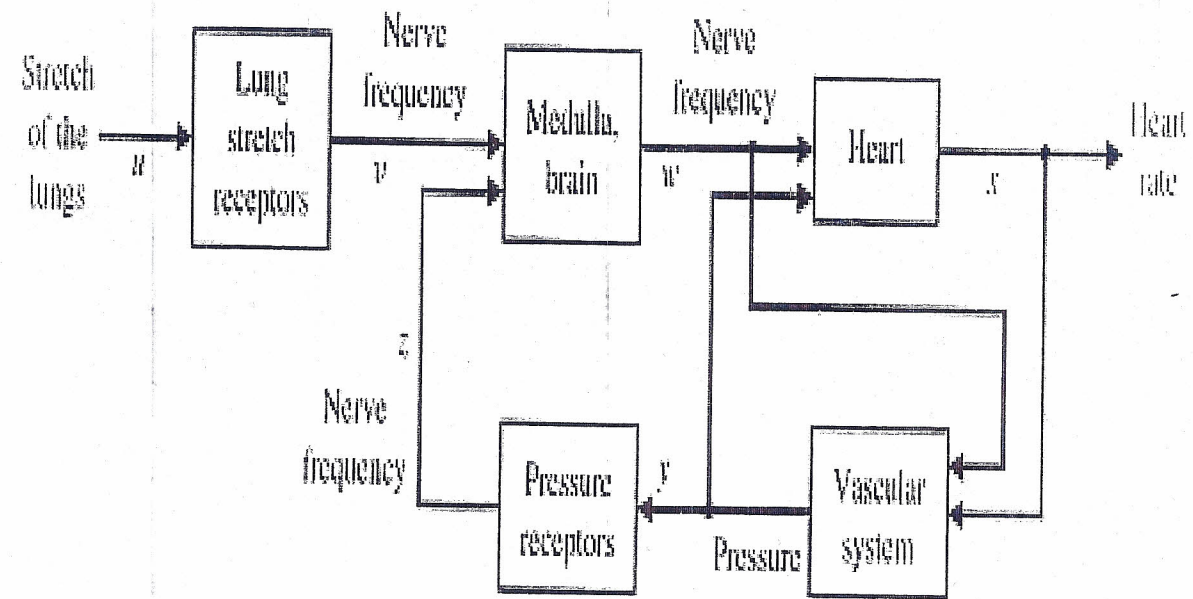 Stretch
of the
lungs
u
Lung
stretch
receptors
Nerve
frequency
v
Medulla,
brain
Nerve
frequency
w
Heart
x
Heart
rate
z
Nerve
frequency
Pressure
receptors
y
Pressure
Vascular
system